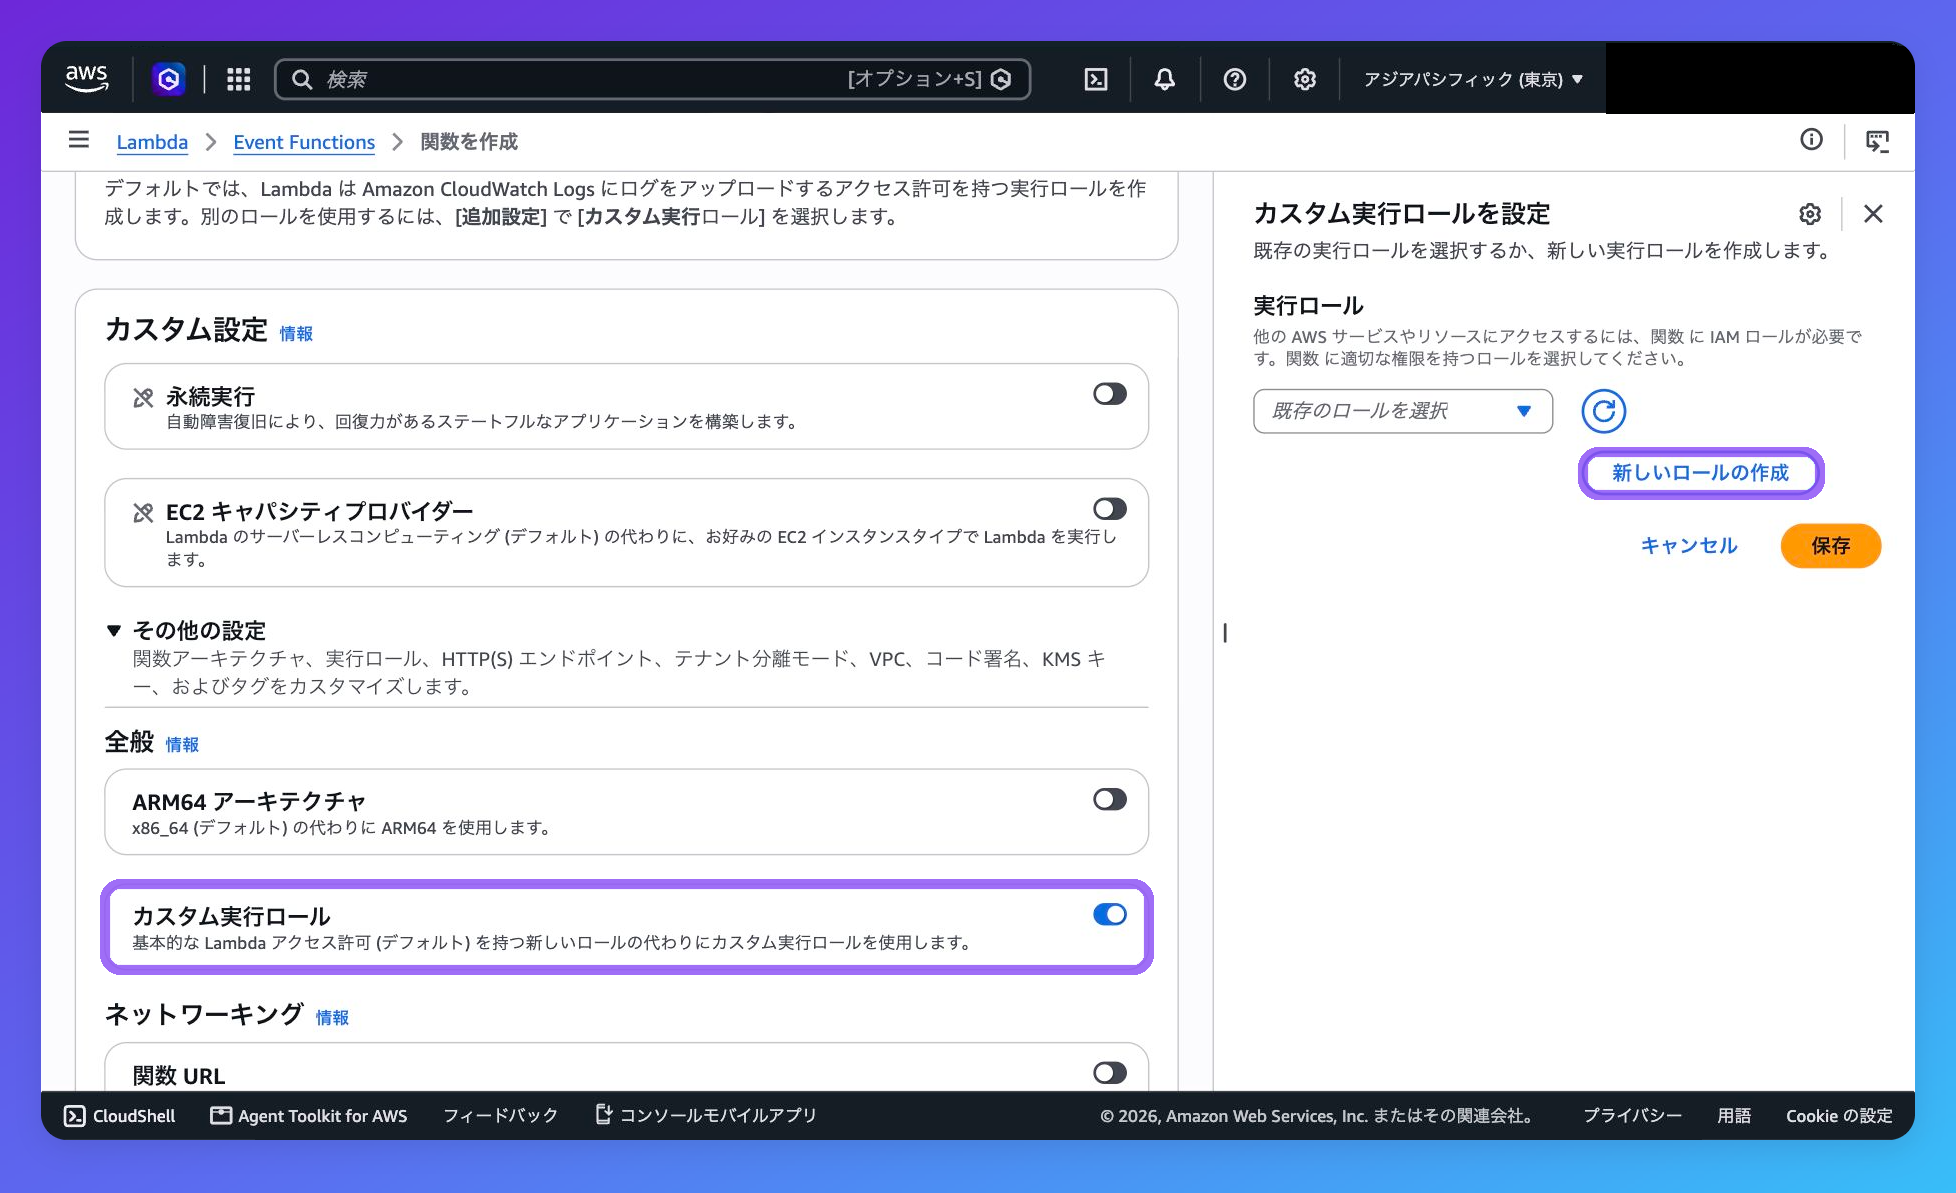 aws
検索
[オプション+S]
アジアパシフィック (東京)
Lambda
Event Functions
関数を作成
デフォルトでは、Lambda は Amazon CloudWatch Logs にログをアップロードするアクセス許可を持つ実行ロールを作
成します。別のロールを使用するには、[追加設定] で [カスタム実行ロール] を選択します。
カスタム設定 情報
永続実行
自動障害復旧により、回復力があるステートフルなアプリケーションを構築します。
EC2 キャパシティプロバイダー
Lambda のサーバーレスコンピューティング (デフォルト) の代わりに、お好みの EC2 インスタンスタイプで Lambda を実行し
ます。
その他の設定
関数アーキテクチャ、実行ロール、HTTP(S) エンドポイント、テナント分離モード、VPC、コード署名、KMS キ
ー、およびタグをカスタマイズします。
全般 情報
ARM64 アーキテクチャ
x86_64 (デフォルト) の代わりに ARM64 を使用します。
カスタム実行ロール
基本的な Lambda アクセス許可 (デフォルト) を持つ新しいロールの代わりにカスタム実行ロールを使用します。
ネットワーキング 情報
関数 URL
カスタム実行ロールを設定
既存の実行ロールを選択するか、新しい実行ロールを作成します。
実行ロール
他の AWS サービスやリソースにアクセスするには、関数 に IAM ロールが必要で
す。関数 に適切な権限を持つロールを選択してください。
既存のロールを選択
新しいロールの作成
キャンセル
保存
CloudShell
Agent Toolkit for AWS
フィードバック
コンソールモバイルアプリ
© 2026, Amazon Web Services, Inc. またはその関連会社。
プライバシー
用語
Cookie の設定